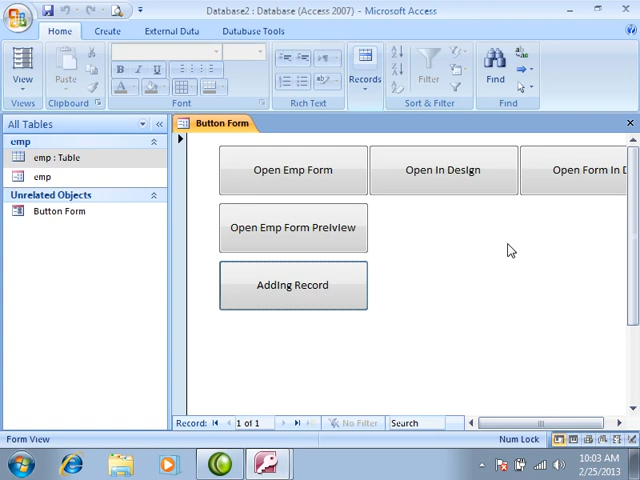 Database2 : Database (Access 2007) - Microsoft Access
Home Create External Data Database Tools
View
Paste
B I U
A
ab
Records
Filter
Find
Views Clipboard Font Rich Text Sort & Filter Find
All Tables
emp
emp : Table
emp
Unrelated Objects
Button Form
Button Form
Open Emp Form
Open In Design
Open Form In D
Open Emp Form Preiview
Adding Record
Record: 1 of 1 No Filter Search
Form View
Num Lock
10:03 AM
2/25/2013